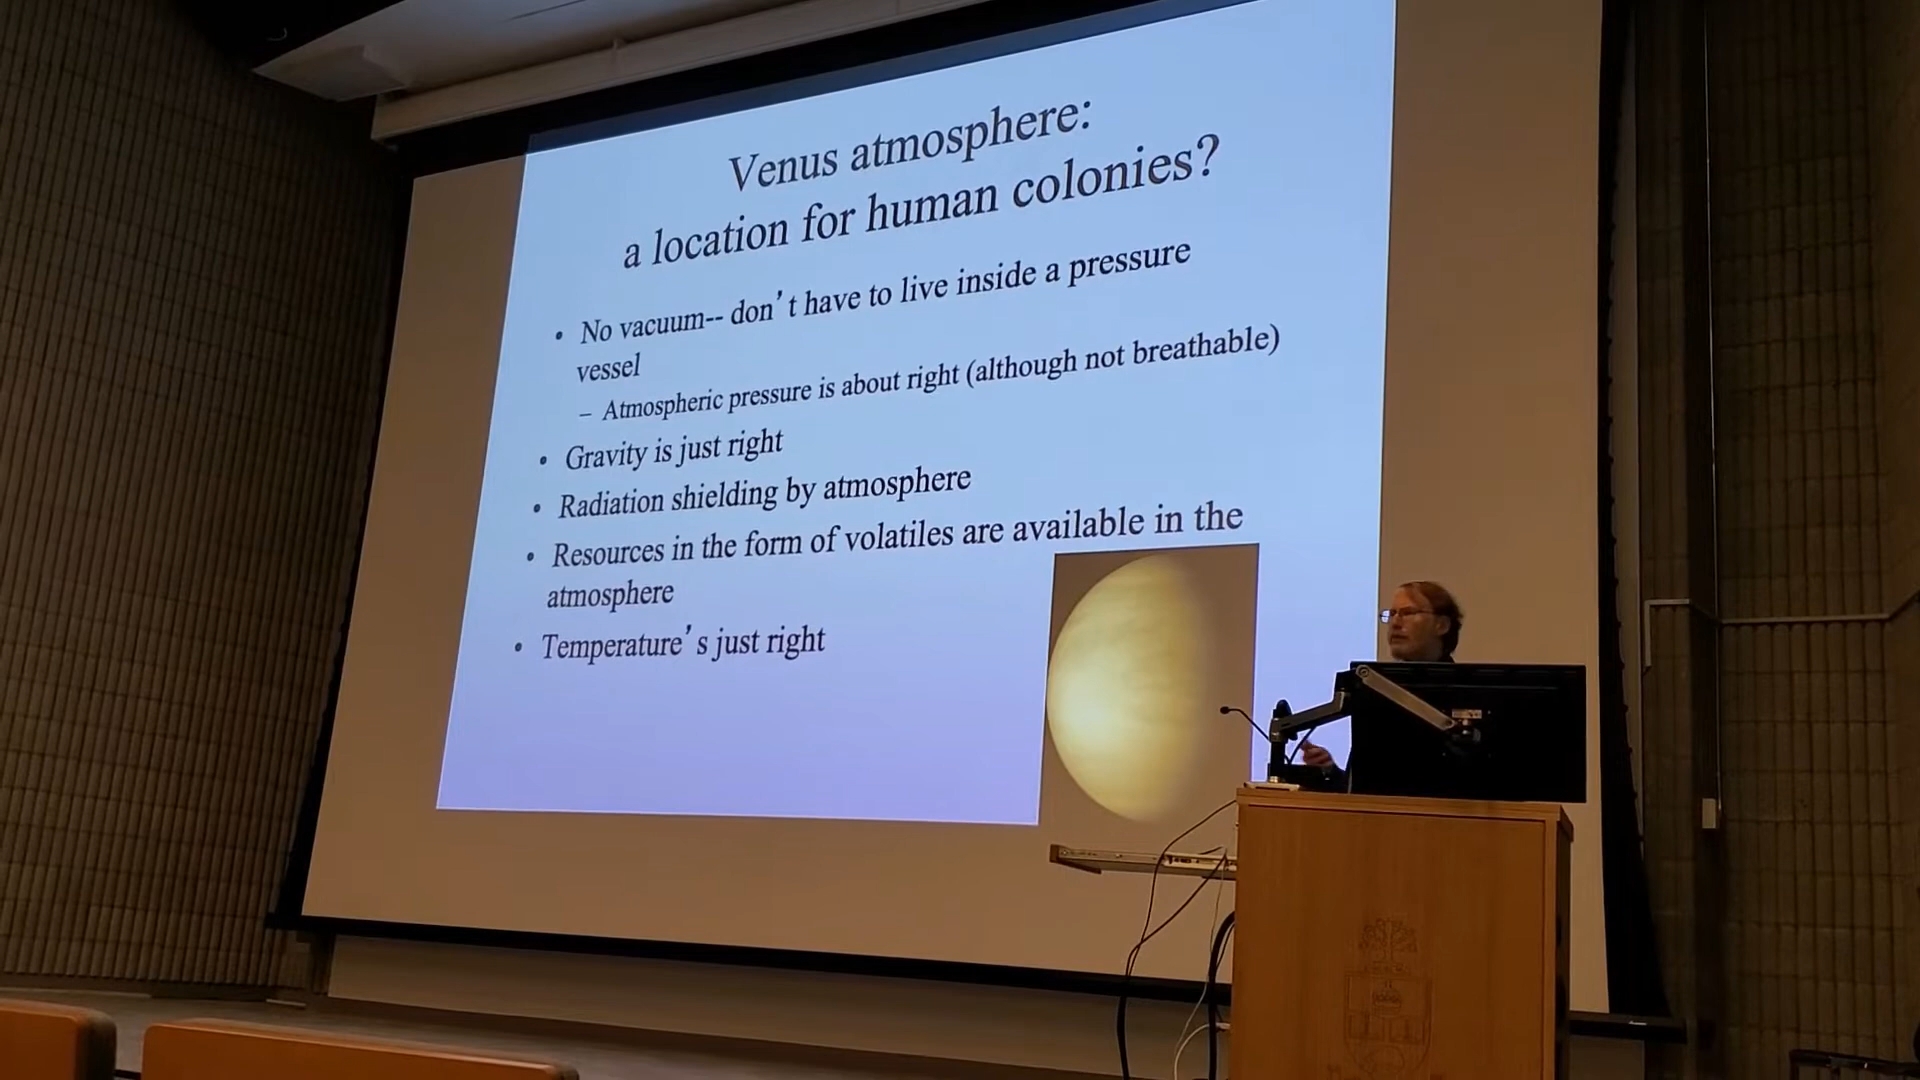 Venus atmosphere:
a location for human colonies?
• No vacuum-- don't have to live inside a pressure
vessel
– Atmospheric pressure is about right (although not breathable)
• Gravity is just right
• Radiation shielding by atmosphere
• Resources in the form of volatiles are available in the
atmosphere
• Temperature's just right